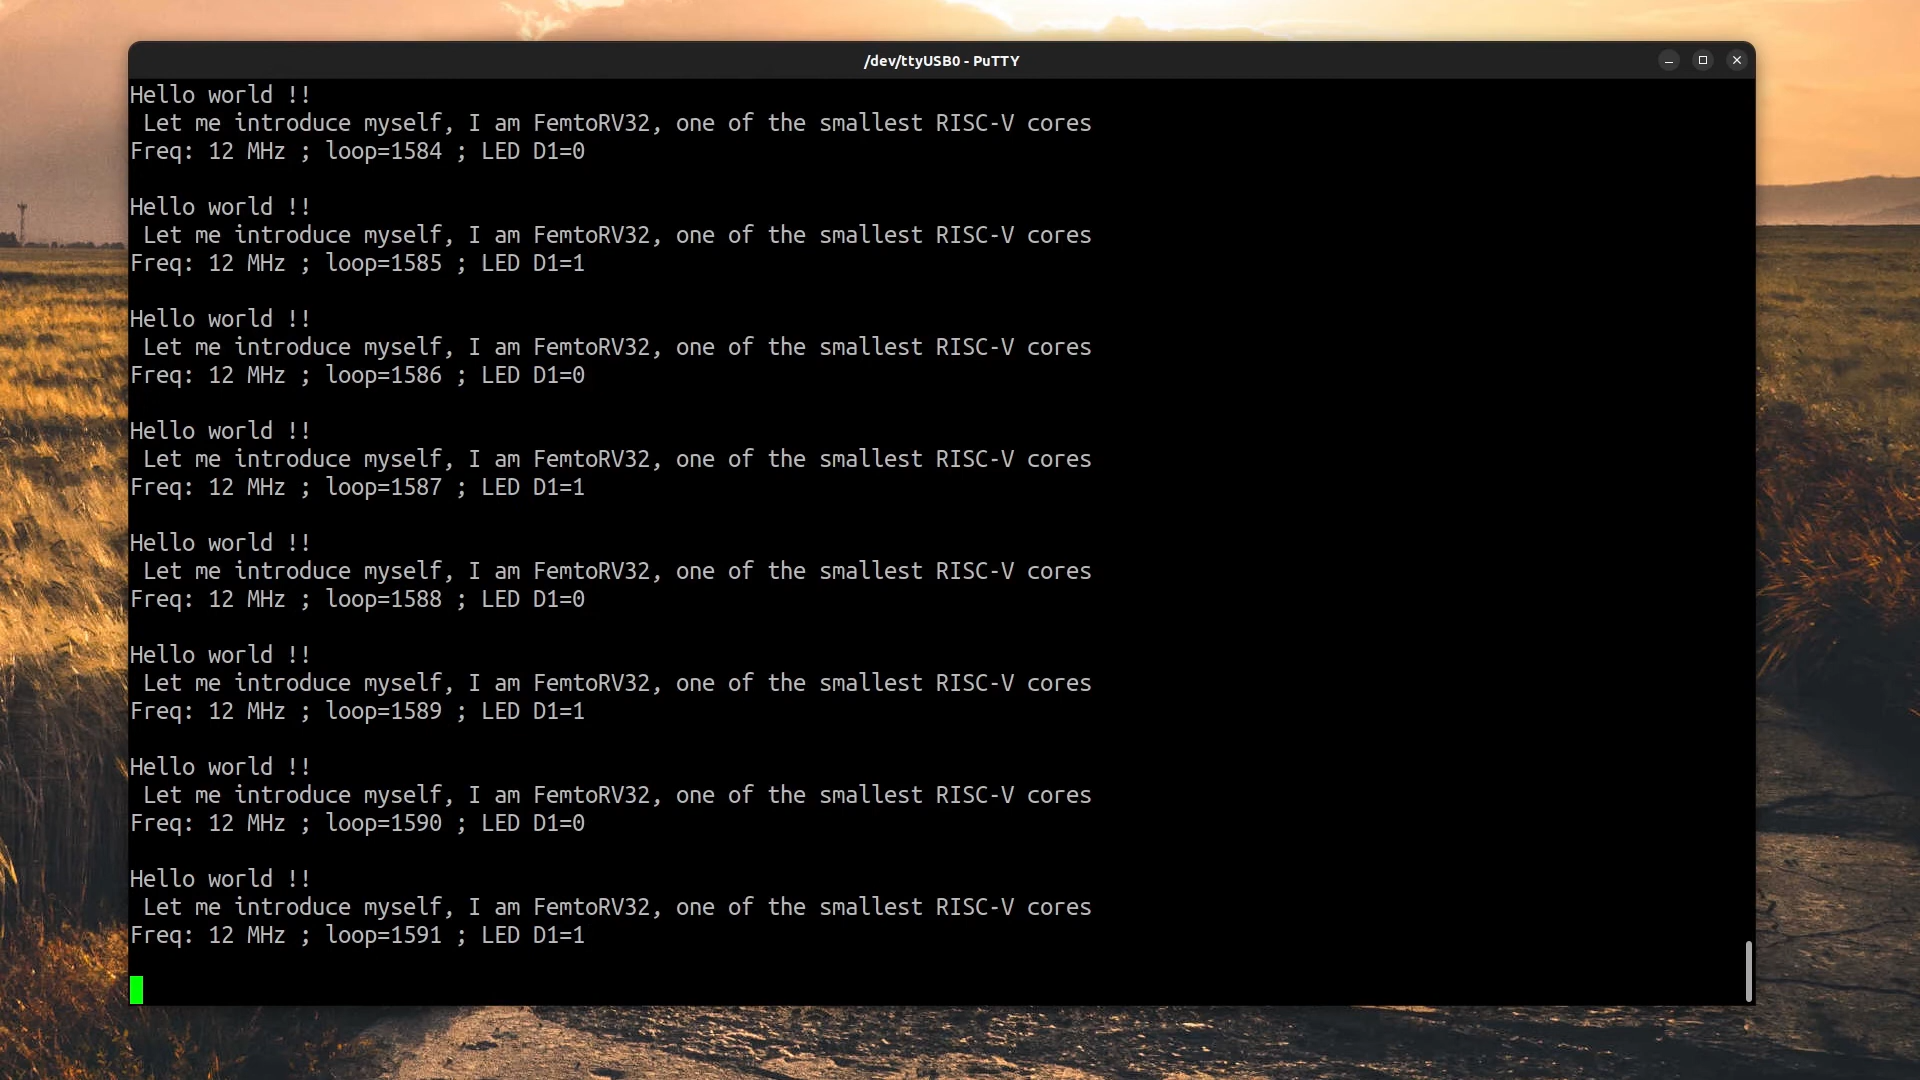 /dev/ttyUSB0 - PuTTY
Hello world !!
Let me introduce myself, I am FemtoRV32, one of the smallest RISC-V cores
Freq: 12 MHz ; loop=1584 ; LED D1=0
Hello world !!
Let me introduce myself, I am FemtoRV32, one of the smallest RISC-V cores
Freq: 12 MHz ; loop=1585 ; LED D1=1
Hello world !!
Let me introduce myself, I am FemtoRV32, one of the smallest RISC-V cores
Freq: 12 MHz ; loop=1586 ; LED D1=0
Hello world !!
Let me introduce myself, I am FemtoRV32, one of the smallest RISC-V cores
Freq: 12 MHz ; loop=1587 ; LED D1=1
Hello world !!
Let me introduce myself, I am FemtoRV32, one of the smallest RISC-V cores
Freq: 12 MHz ; loop=1588 ; LED D1=0
Hello world !!
Let me introduce myself, I am FemtoRV32, one of the smallest RISC-V cores
Freq: 12 MHz ; loop=1589 ; LED D1=1
Hello world !!
Let me introduce myself, I am FemtoRV32, one of the smallest RISC-V cores
Freq: 12 MHz ; loop=1590 ; LED D1=0
Hello world !!
Let me introduce myself, I am FemtoRV32, one of the smallest RISC-V cores
Freq: 12 MHz ; loop=1591 ; LED D1=1